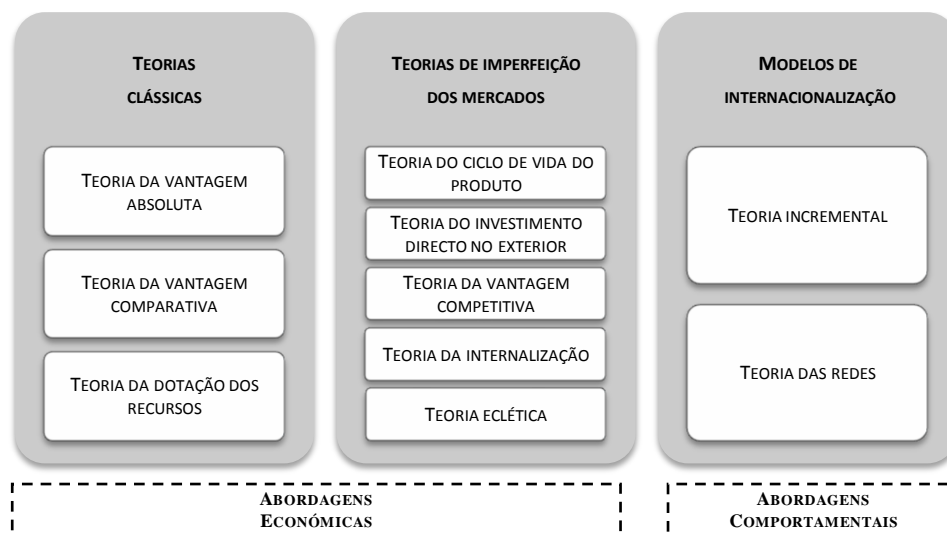 TEORIAS
CLÁSSICAS
TEORIA DA VANTAGEM
ABSOLUTA
TEORIA DA VANTAGEM
COMPARATIVA
TEORIA DA DOTAÇÃO DOS
RECURSOS
TEORIAS DE IMPERFEIÇÃO
DOS MERCADOS
TEORIA DO CICLO DE VIDA DO
PRODUTO
TEORIA DO INVESTIMENTO
DIRECTO NO EXTERIOR
TEORIA DA VANTAGEM
COMPETITIVA
TEORIA DA INTERNALIZAÇÃO
TEORIA ECLÉTICA
MODELOS DE
INTERNACIONALIZAÇÃO
TEORIA INCREMENTAL
TEORIA DAS REDES
ABORDAGENS
ECONÓMICAS
ABORDAGENS
COMPORTAMENTAIS